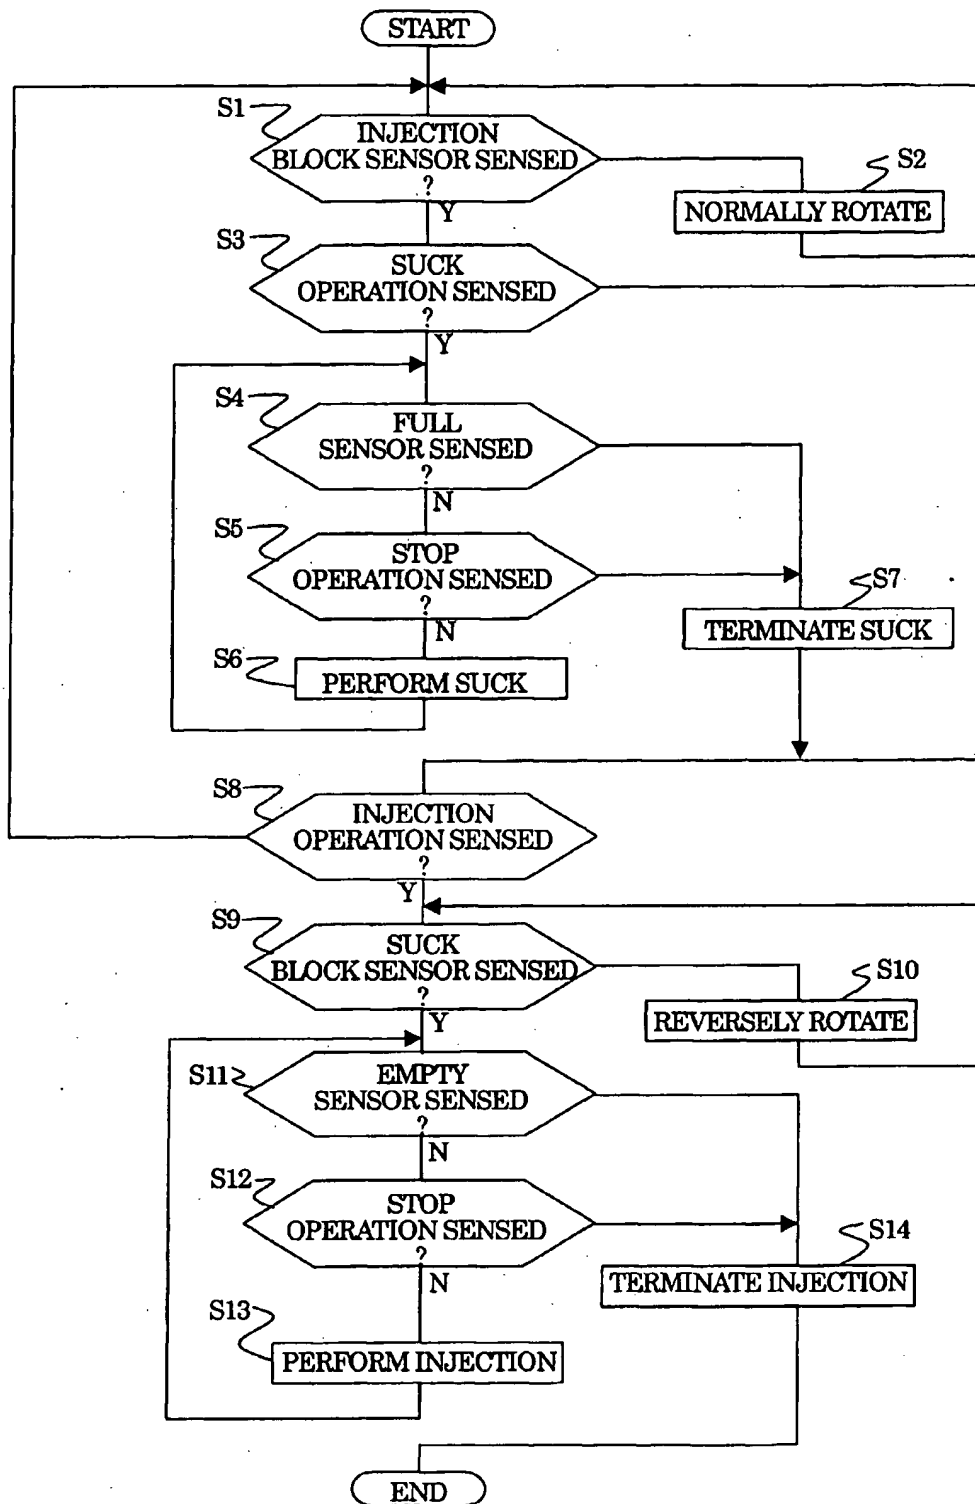 START
S1
INJECTION
BLOCK SENSOR SENSED
?
Y
S2
NORMALLY ROTATE
S3
SUCK
OPERATION SENSED
?
Y
S4
FULL
SENSOR SENSED
?
N
S5
STOP
OPERATION SENSED
?
N
S7
TERMINATE SUCK
S6
PERFORM SUCK
S8
INJECTION
OPERATION SENSED
?
Y
S9
SUCK
BLOCK SENSOR SENSED
?
Y
S10
REVERSELY ROTATE
S11
EMPTY
SENSOR SENSED
?
N
S12
STOP
OPERATION SENSED
?
N
S14
TERMINATE INJECTION
S13
PERFORM INJECTION
END